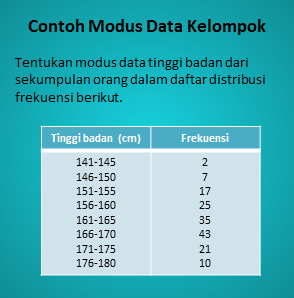 Contoh Modus Data Kelompok
Tentukan modus data tinggi badan dari
sekumpulan orang dalam daftar distribusi
frekuensi berikut.
Tinggi badan (cm) Frekuensi
141-145 2
146-150 7
151-155 17
156-160 25
161-165 35
166-170 43
171-175 21
176-180 10